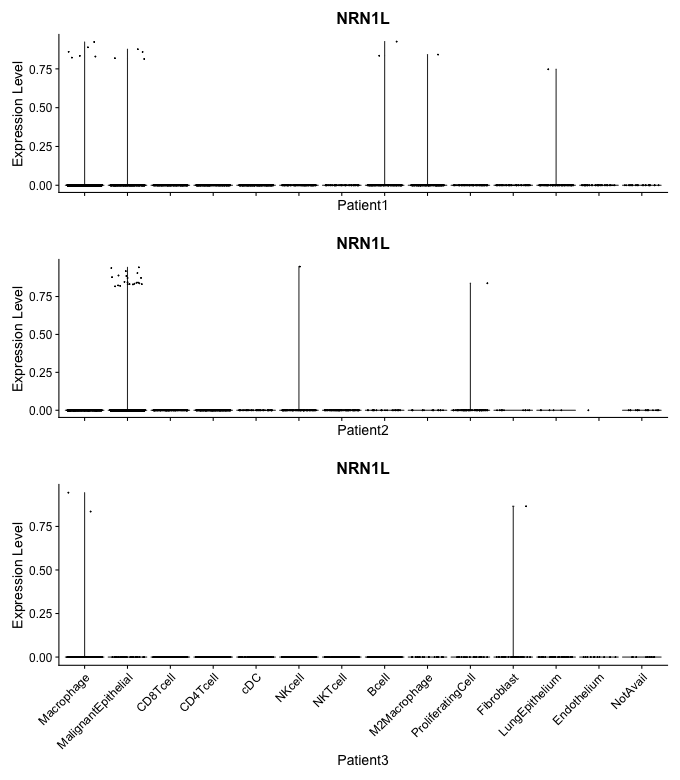 NRN1L
Expression Level
0.75
0.50
0.25
0.00
Patient1
NRN1L
Expression Level
0.75
0.50
0.25
0.00
Patient2
NRN1L
Expression Level
0.75
0.50
0.25
0.00
Macrophage
MalignantEpithelial
CD8Tcell
CD4Tcell
cDC
NKcell
NKTcell
Bcell
M2Macrophage
ProliferatingCell
Fibroblast
LungEpithelium
Endothelium
NotAvail
Patient3